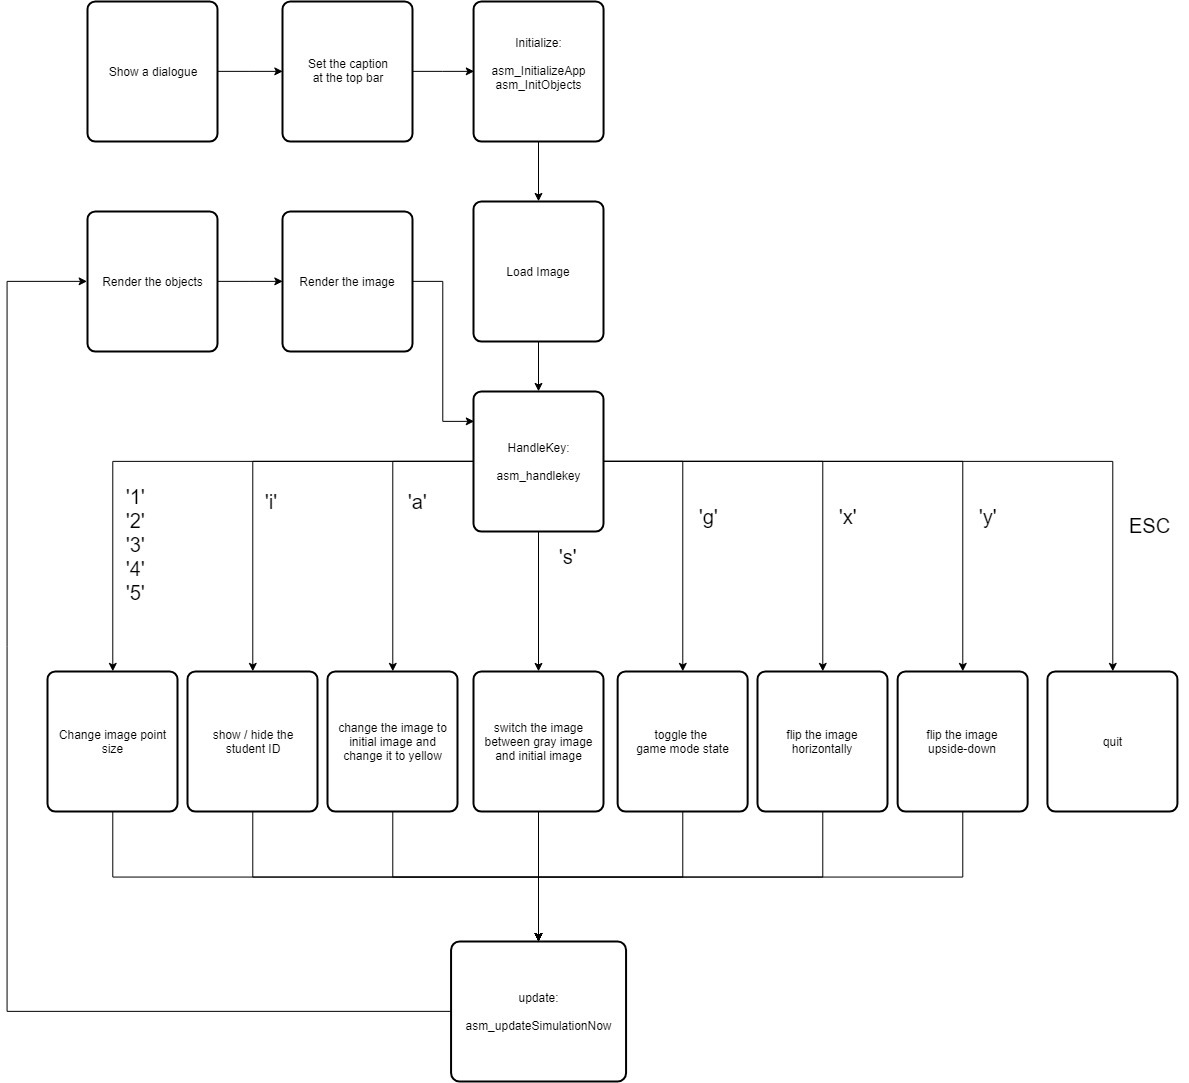 Show a dialogue
Set the caption
at the top bar
Initialize:
asm_InitializeApp
asm_InitObjects
Render the objects
Render the image
Load Image
HandleKey:
asm_handlekey
'1'
'2'
'3'
'4'
'5'
'i'
'a'
's'
'g'
'x'
'y'
ESC
Change image point
size
show / hide the
student ID
change the image to
initial image and
change it to yellow
switch the image
between gray image
and initial image
toggle the
game mode state
flip the image
horizontally
flip the image
upside-down
quit
update:
asm_updateSimulationNow